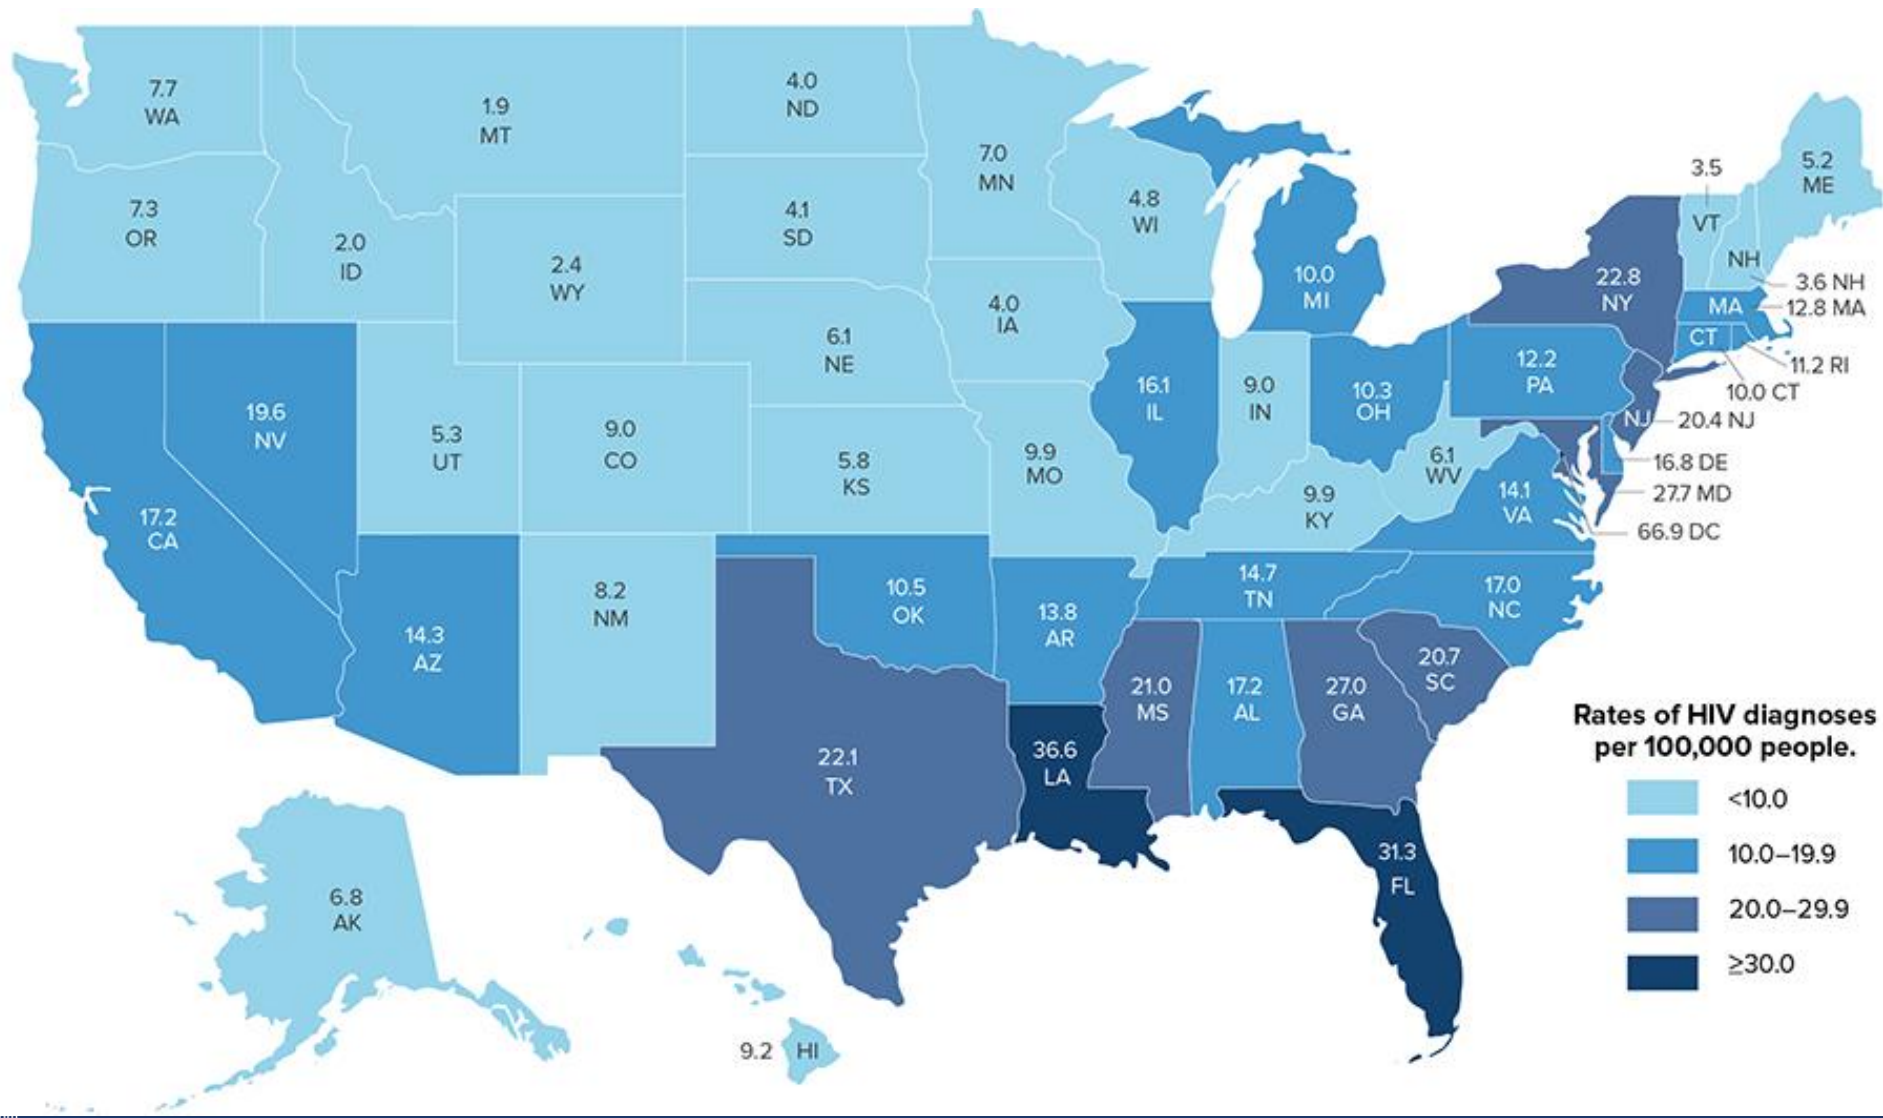 7.7
WA
1.9
MT
4.0
ND
7.0
MN
4.8
WI
3.5
VT
NH
3.6 NH
5.2
ME
7.3
OR
2.0
ID
2.4
WY
4.1
SD
10.0
MI
22.8
NY
MA
12.8 MA
CT
11.2 RI
10.0 CT
4.0
IA
6.1
NE
12.2
PA
NJ
20.4 NJ
16.8 DE
27.7 MD
66.9 DC
19.6
NV
5.3
UT
9.0
CO
5.8
KS
9.9
MO
16.1
IL
9.0
IN
10.3
OH
6.1
WV
14.1
VA
9.9
KY
17.2
CA
14.3
AZ
8.2
NM
10.5
OK
13.8
AR
14.7
TN
17.0
NC
20.7
SC
21.0
MS
17.2
AL
27.0
GA
22.1
TX
36.6
LA
31.3
FL
6.8
AK
9.2 HI
Rates of HIV diagnoses
per 100,000 people.
<10.0
10.0–19.9
20.0–29.9
≥30.0